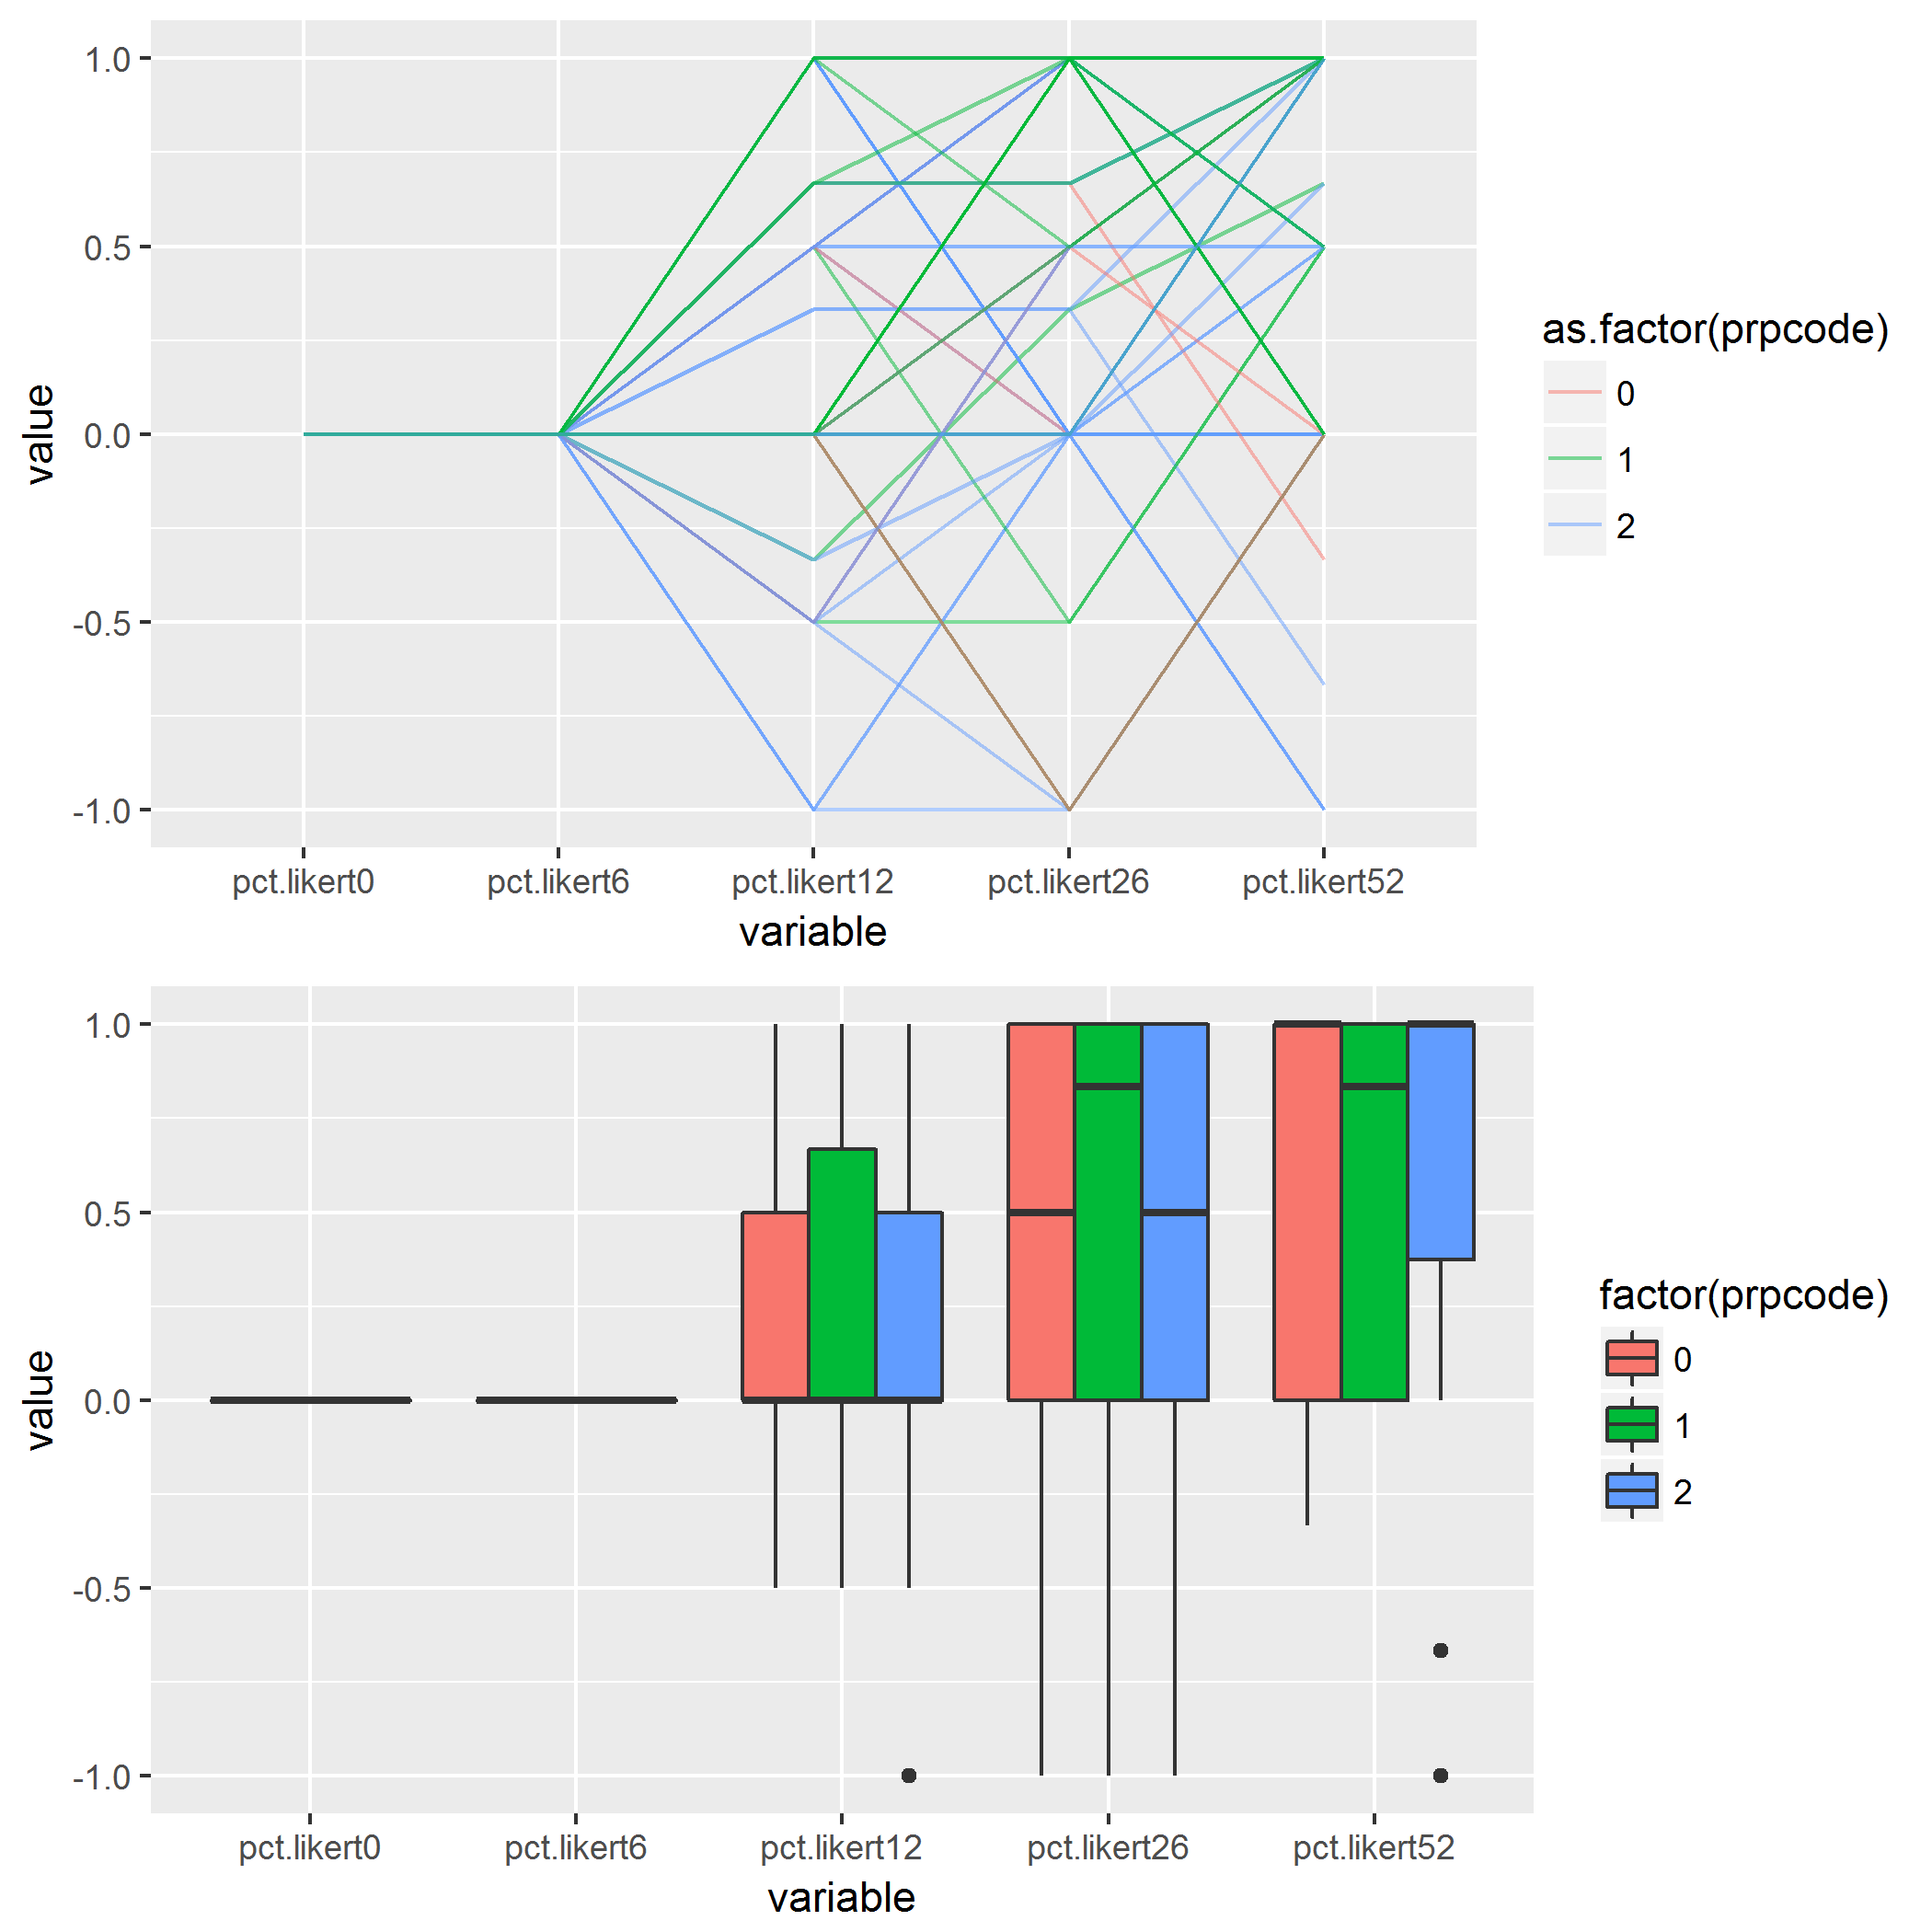 1.0
0.5
0.0
-0.5
-1.0
value
pct.likert0 pct.likert6 pct.likert12 pct.likert26 pct.likert52
variable
as.factor(prpcode)
0
1
2
1.0
0.5
0.0
-0.5
-1.0
value
pct.likert0 pct.likert6 pct.likert12 pct.likert26 pct.likert52
variable
factor(prpcode)
0
1
2